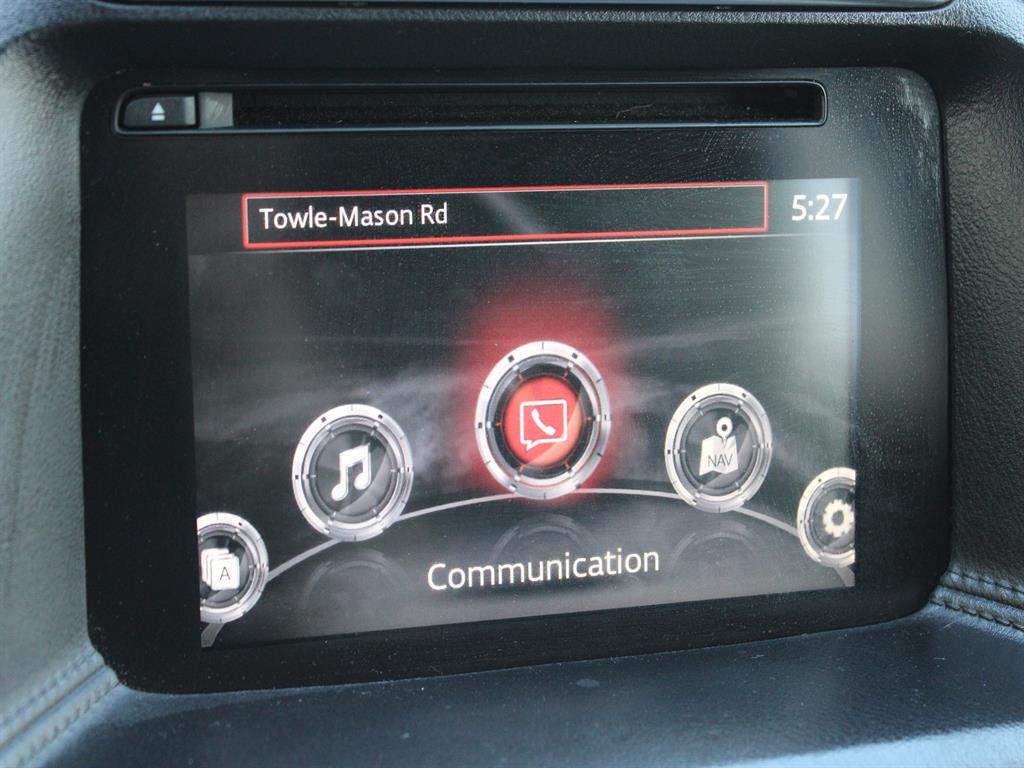 Towle-Mason Rd
5:27
NAV
A
Communication